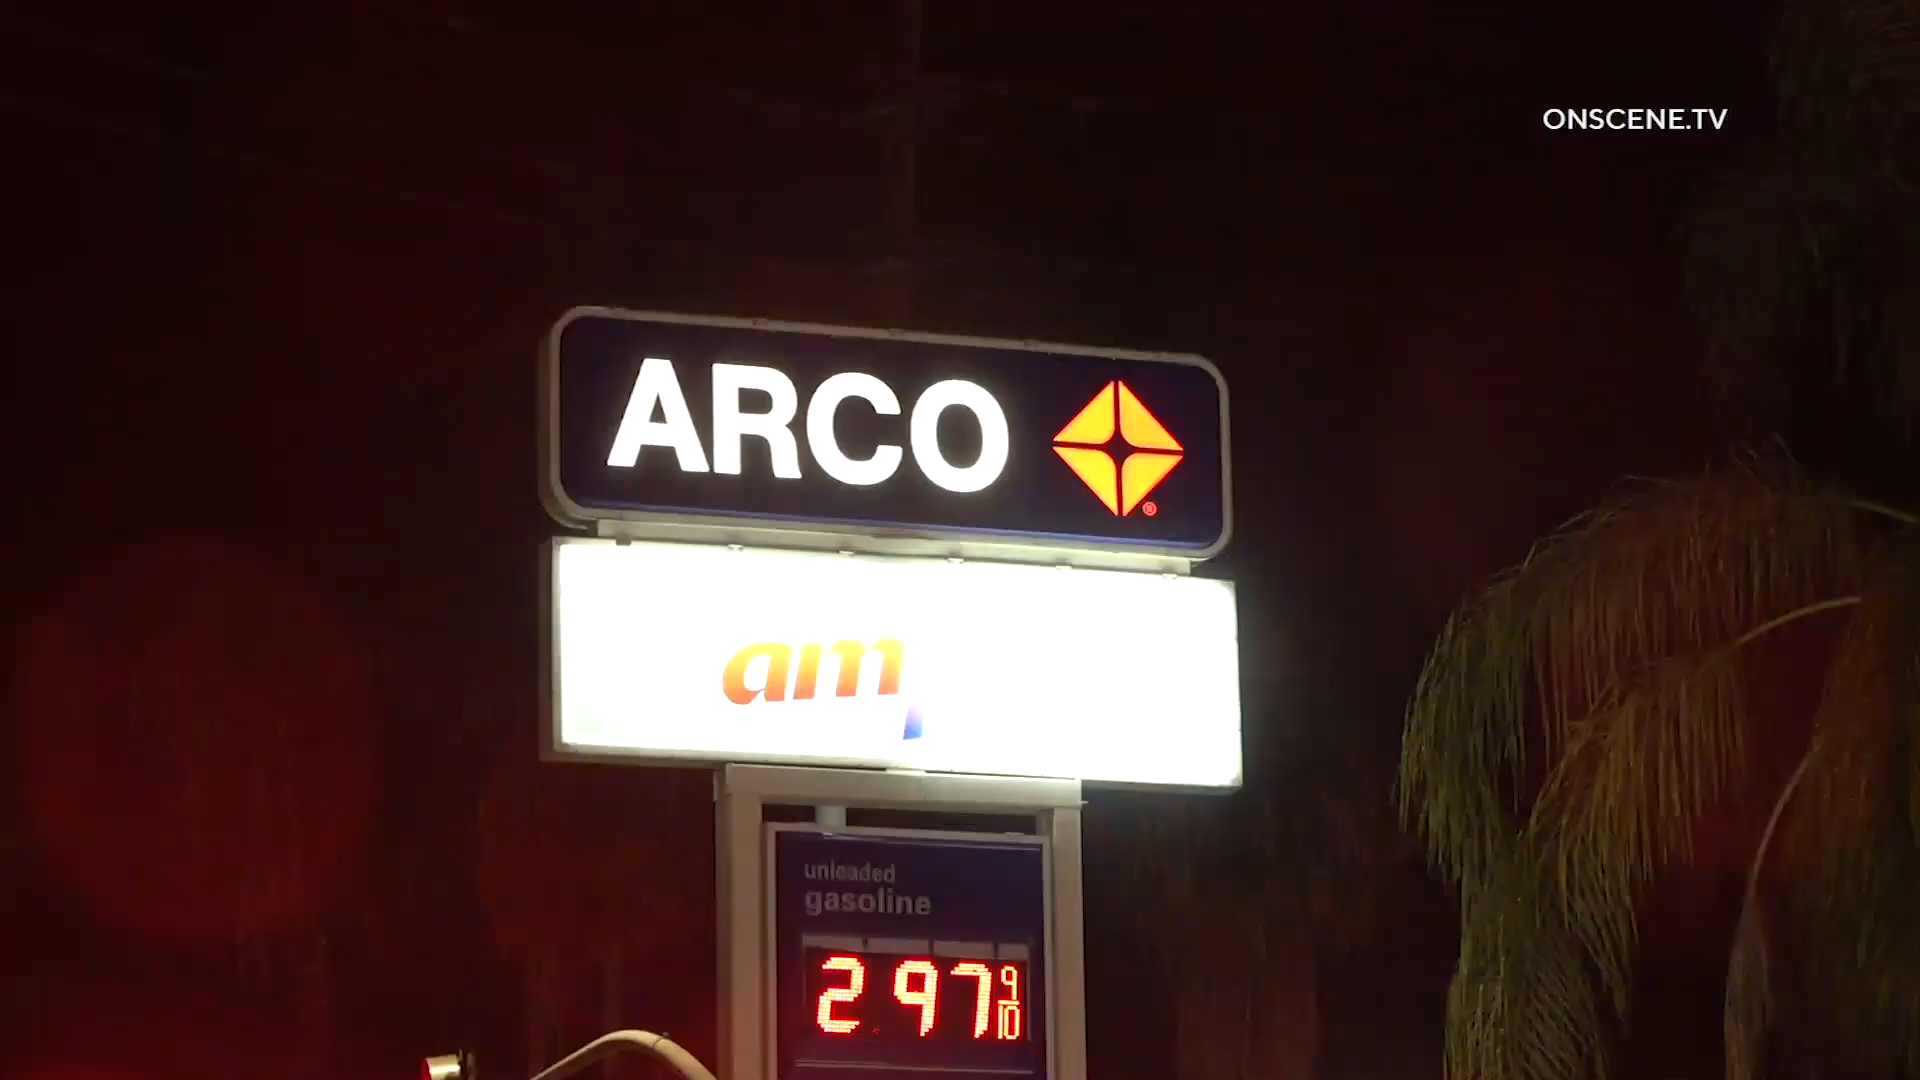 ONSCENE.TV
ARCO
®
am
unleaded
gasoline
2.97 9/10